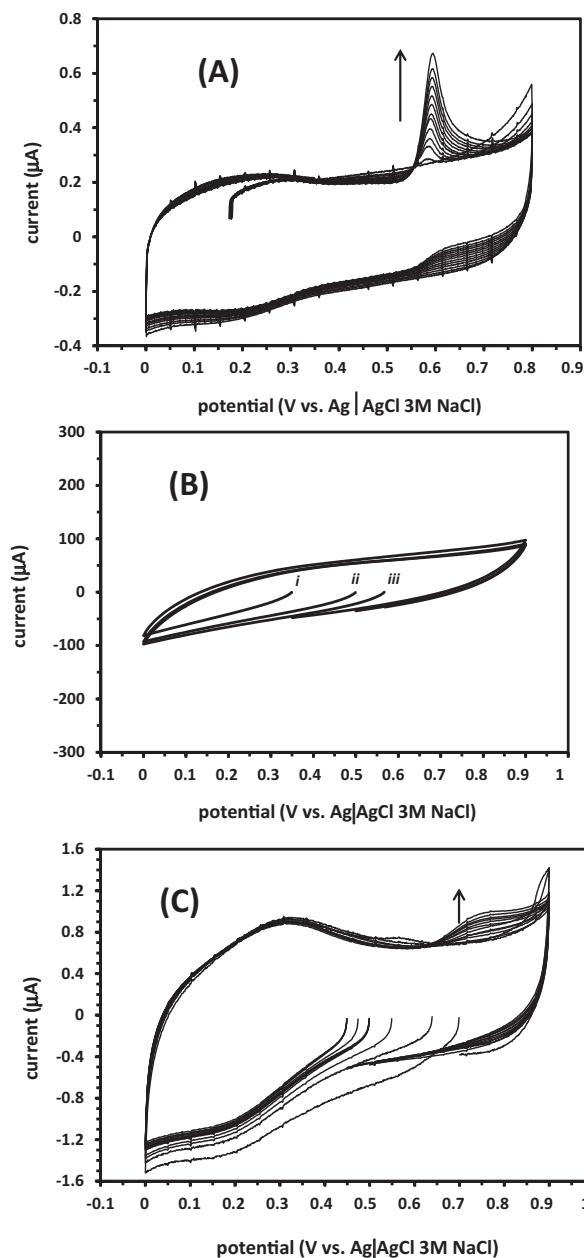 0.8
(A)
0.6
0.4
0.2
0
-0.2
-0.4
current (µA)
-0.1 0 0.1 0.2 0.3 0.4 0.5 0.6 0.7 0.8 0.9
potential (V vs. Ag | AgCl 3M NaCl)
300
(B)
200
100
i ii iii
0
-100
-200
-300
current (µA)
-0.1 0 0.1 0.2 0.3 0.4 0.5 0.6 0.7 0.8 0.9 1
potential (V vs. Ag|AgCl 3M NaCl)
1.6
(C)
1.2
0.8
0.4
0
-0.4
-0.8
-1.2
-1.6
current (µA)
-0.1 0 0.1 0.2 0.3 0.4 0.5 0.6 0.7 0.8 0.9 1
potential (V vs. Ag|AgCl 3M NaCl)